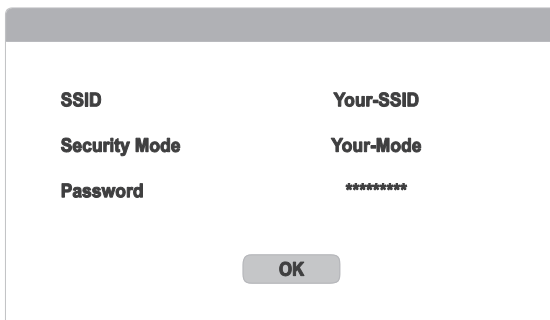 SSID Your-SSID
Security Mode Your-Mode
Password *********
OK